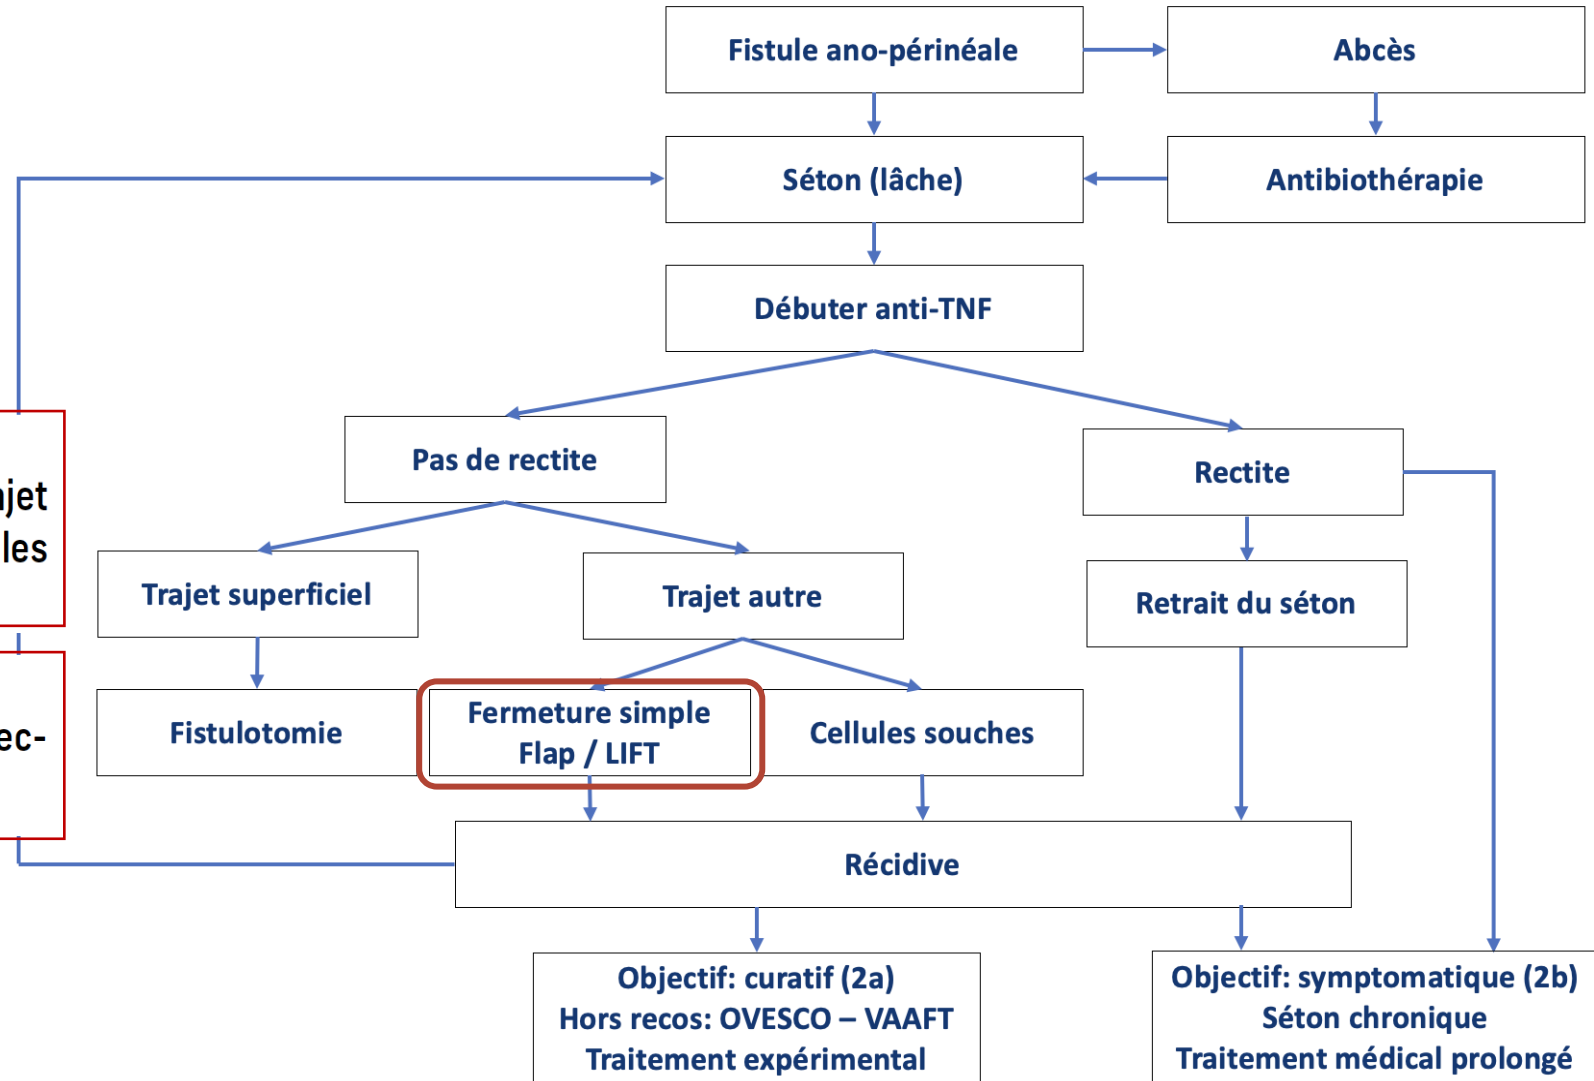 Fistule ano-périnéale
Abcès
Séton (lâche)
Antibiothérapie
Débuter anti-TNF
Pas de rectite
Rectite
les
Trajet superficiel
Trajet autre
Retrait du séton
Fistulotomie
Fermeture simple
Flap / LIFT
Cellules souches
Récidive
Objectif: curatif (2a)
Hors recos: OVESCO – VAAFT
Traitement expérimental
Objectif: symptomatique (2b)
Séton chronique
Traitement médical prolongé